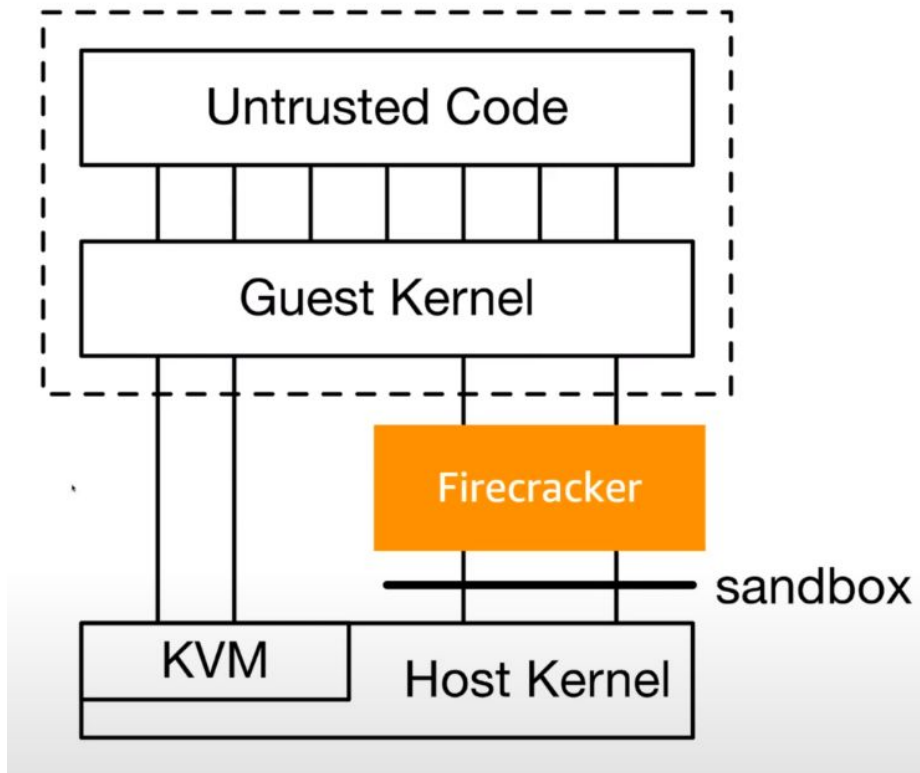 Untrusted Code
Guest Kernel
Firecracker
sandbox
KVM
Host Kernel